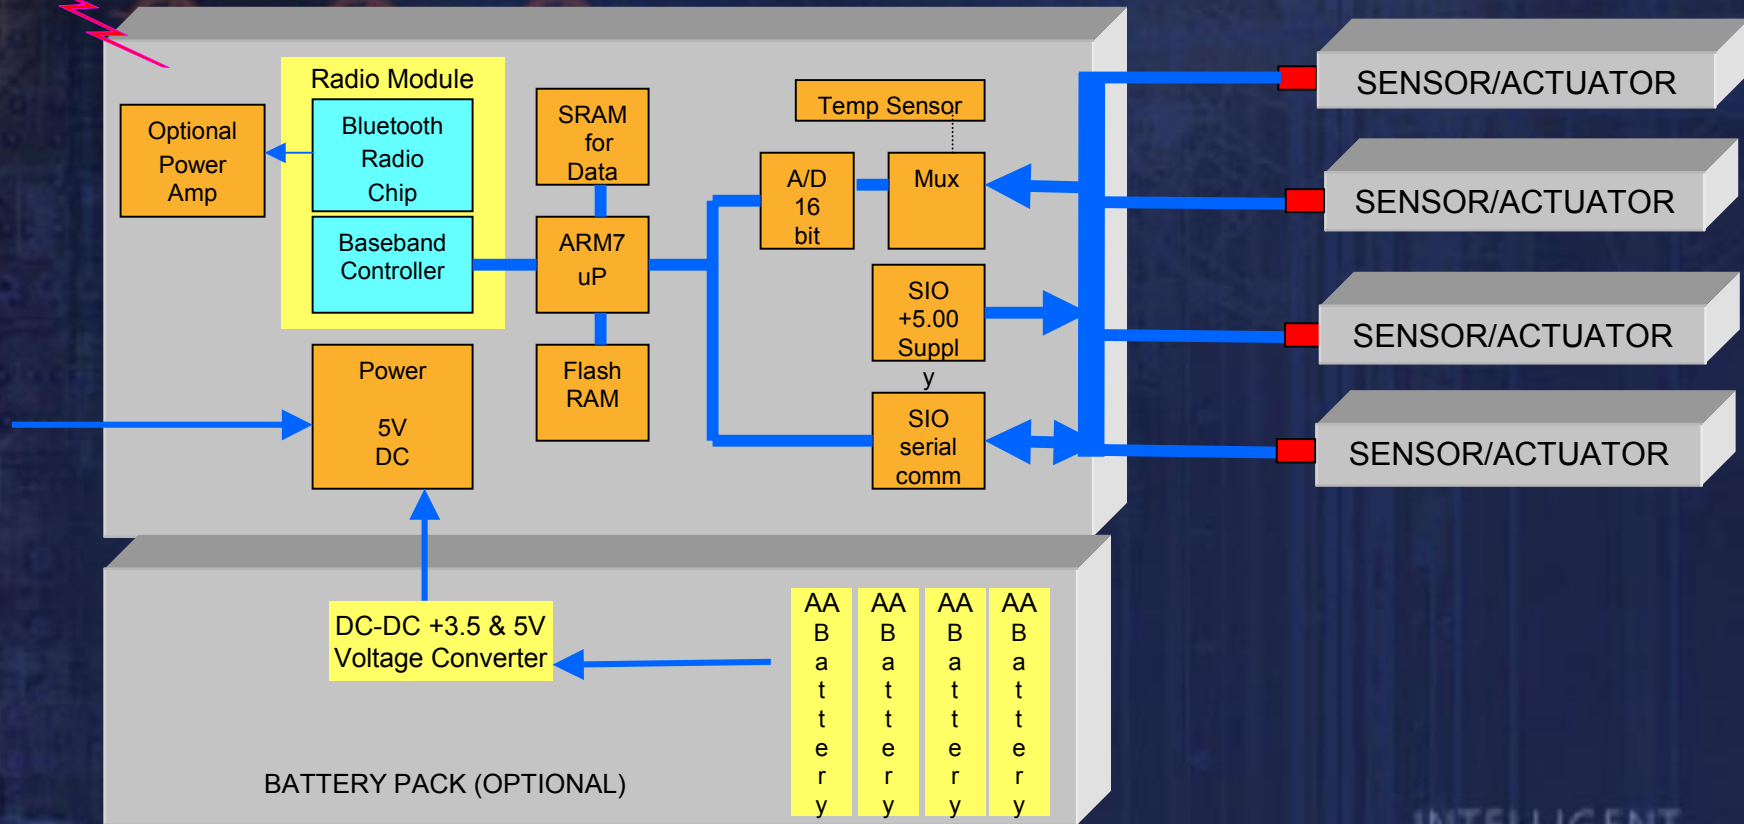 Radio Module
Optional
Power
Amp
Bluetooth
Radio
Chip
Baseband
Controller
SRAM
for
Data
ARM7
uP
Flash
RAM
Temp Sensor
A/D
16
bit
Mux
SIO
+5.00
Suppl
y
SIO
serial
comm
Power
5V
DC
SENSOR/ACTUATOR
SENSOR/ACTUATOR
SENSOR/ACTUATOR
SENSOR/ACTUATOR
DC-DC +3.5 & 5V
Voltage Converter
AA
B
a
t
t
e
r
y
AA
B
a
t
t
e
r
y
AA
B
a
t
t
e
r
y
AA
B
a
t
t
e
r
y
BATTERY PACK (OPTIONAL)
INTELLIGENT